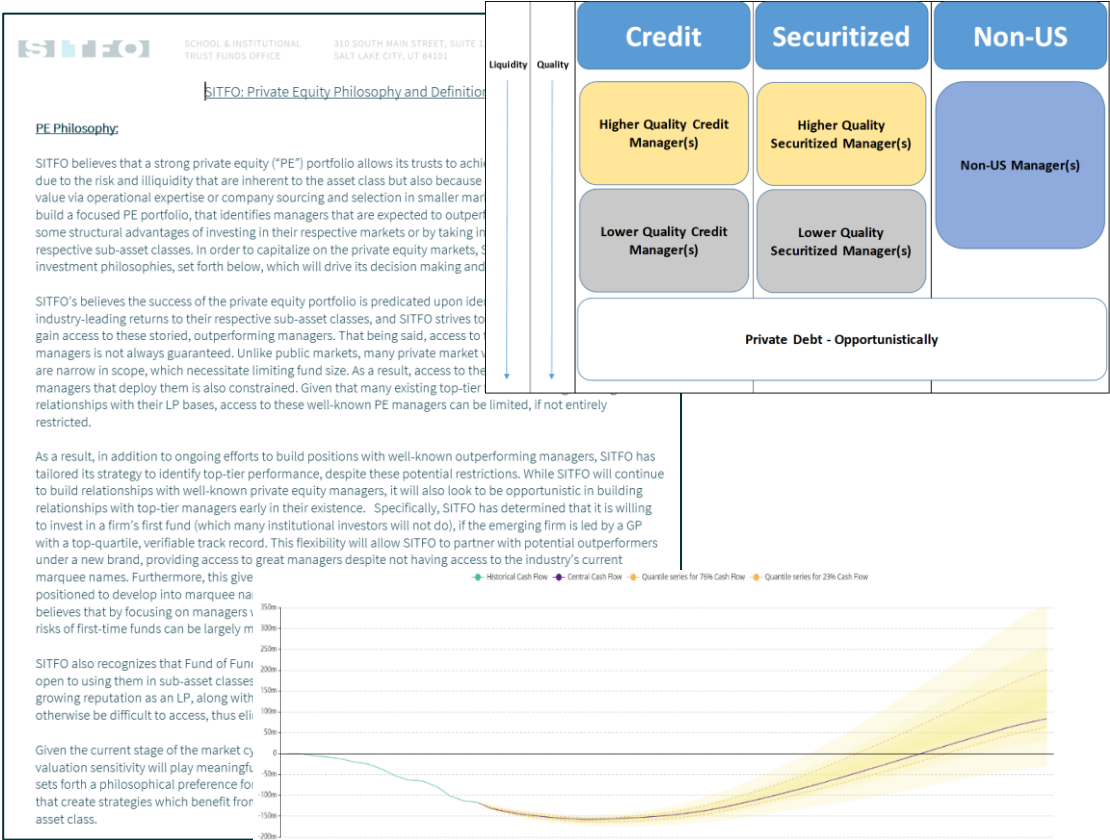 SITFO
SCHOOL & INSTITUTIONAL
TRUST FUNDS OFFICE
310 SOUTH MAIN STREET, SUITE
SALT LAKE CITY, UT 84101
SITFO: Private Equity Philosophy and Definition
PE Philosophy:
SITFO believes that a strong private equity ("PE") portfolio allows its trusts to
due to the risk and illiquidity that are inherent to the asset class but also because
value via operational expertise or company sourcing and selection in smaller
build a focused PE portfolio, that identifies managers that are expected to
some structural advantages of investing in their respective markets or by taking
respective sub-asset classes. In order to capitalize on the private equity markets,
investment philosophies, set forth below, which will drive its decision making and
SITFO's believes the success of the private equity portfolio is predicated upon
industry-leading returns to their respective sub-asset classes, and SITFO strives to
gain access to these storied, outperforming managers. That being said, access to
managers is not always guaranteed. Unlike public markets, many private market
are narrow in scope, which necessitate limiting fund size. As a result, access to the
managers that deploy them is also constrained. Given that many existing top-tier
relationships with their LP bases, access to these well-known PE managers can be limited, if not entirely
restricted.
As a result, in addition to ongoing efforts to build positions with well-known outperforming managers, SITFO has
tailored its strategy to identify top-tier performance, despite these potential restrictions. While SITFO will continue
to build relationships with well-known private equity managers, it will also look to be opportunistic in building
relationships with top-tier managers early in their existence. Specifically, SITFO has determined that it is willing
to invest in a firm's first fund (which many institutional investors will not do), if the emerging firm is led by a GP
with a top-quartile, verifiable track record. This flexibility will allow SITFO to partner with potential outperformers
under a new brand, providing access to great managers despite not having access to the industry's current
marquee names. Furthermore, this give
positioned to develop into marquee
believes that by focusing on managers
risks of first-time funds can be largely
SITFO also recognizes that Fund of
open to using them in sub-asset classes
growing reputation as an LP, along with
otherwise be difficult to access, thus
Given the current stage of the market
valuation sensitivity will play
sets forth a philosophical preference
that create strategies which benefit from
asset class.
Liquidity
Quality
Credit
Securitized
Non-US
Higher Quality Credit
Manager(s)
Higher Quality
Securitized Manager(s)
Non-US Manager(s)
Lower Quality Credit
Manager(s)
Lower Quality
Securitized Manager(s)
Private Debt - Opportunistically
Historical Cash Flow
Central Cash Flow
Quantile series for 76% Cash Flow
Quantile series for 23% Cash Flow
350m
300m
250m
200m
150m
100m
50m
0
-50m
-100m
-150m
-200m